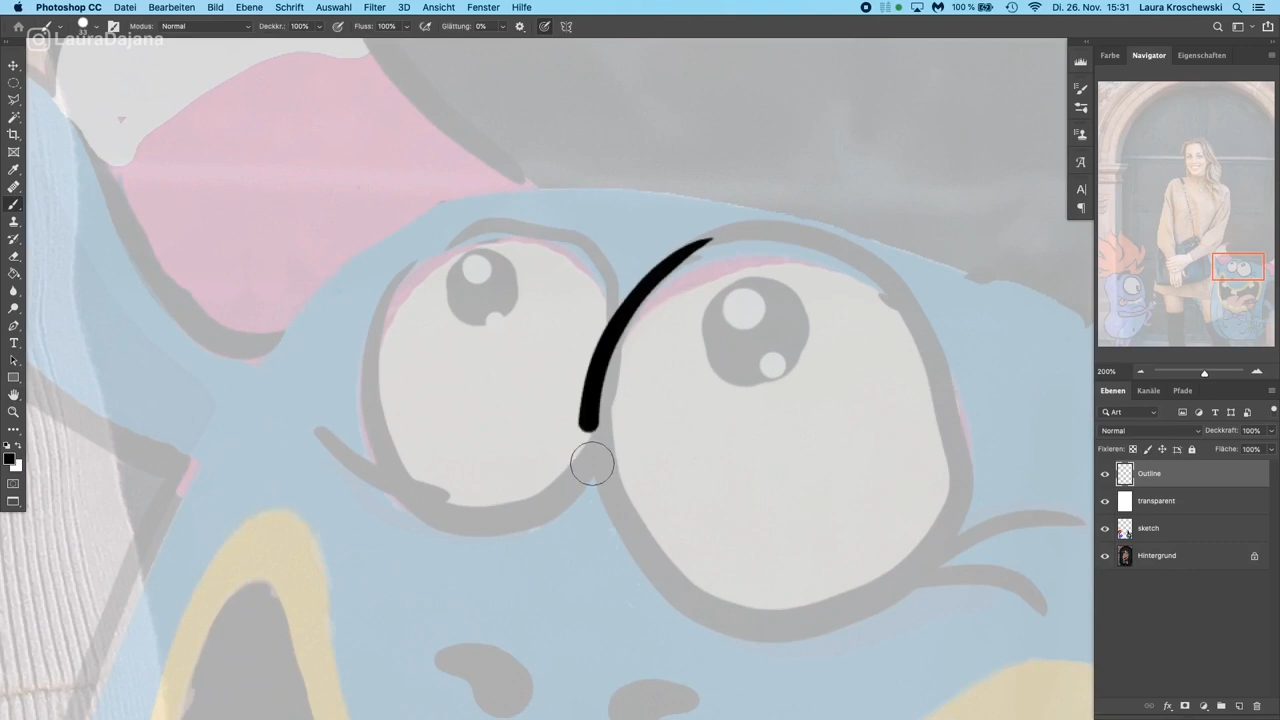 Photoshop CC Datei Bearbeiten Bild Ebene Schrift Auswahl Filter 3D Ansicht Fenster Hilfe 100 % Di. 26. Nov. 15:31 Laura Kroschewski
33 Modus: Normal Deckkr.: 100% Fluss: 100% Glättung: 0%
LauraDajana
Farbe Navigator Eigenschaften
200%
Ebenen Kanäle Pfade
Art
Normal Deckkraft: 100%
Fixieren: Fläche: 100%
Outline
transparent
sketch
Hintergrund